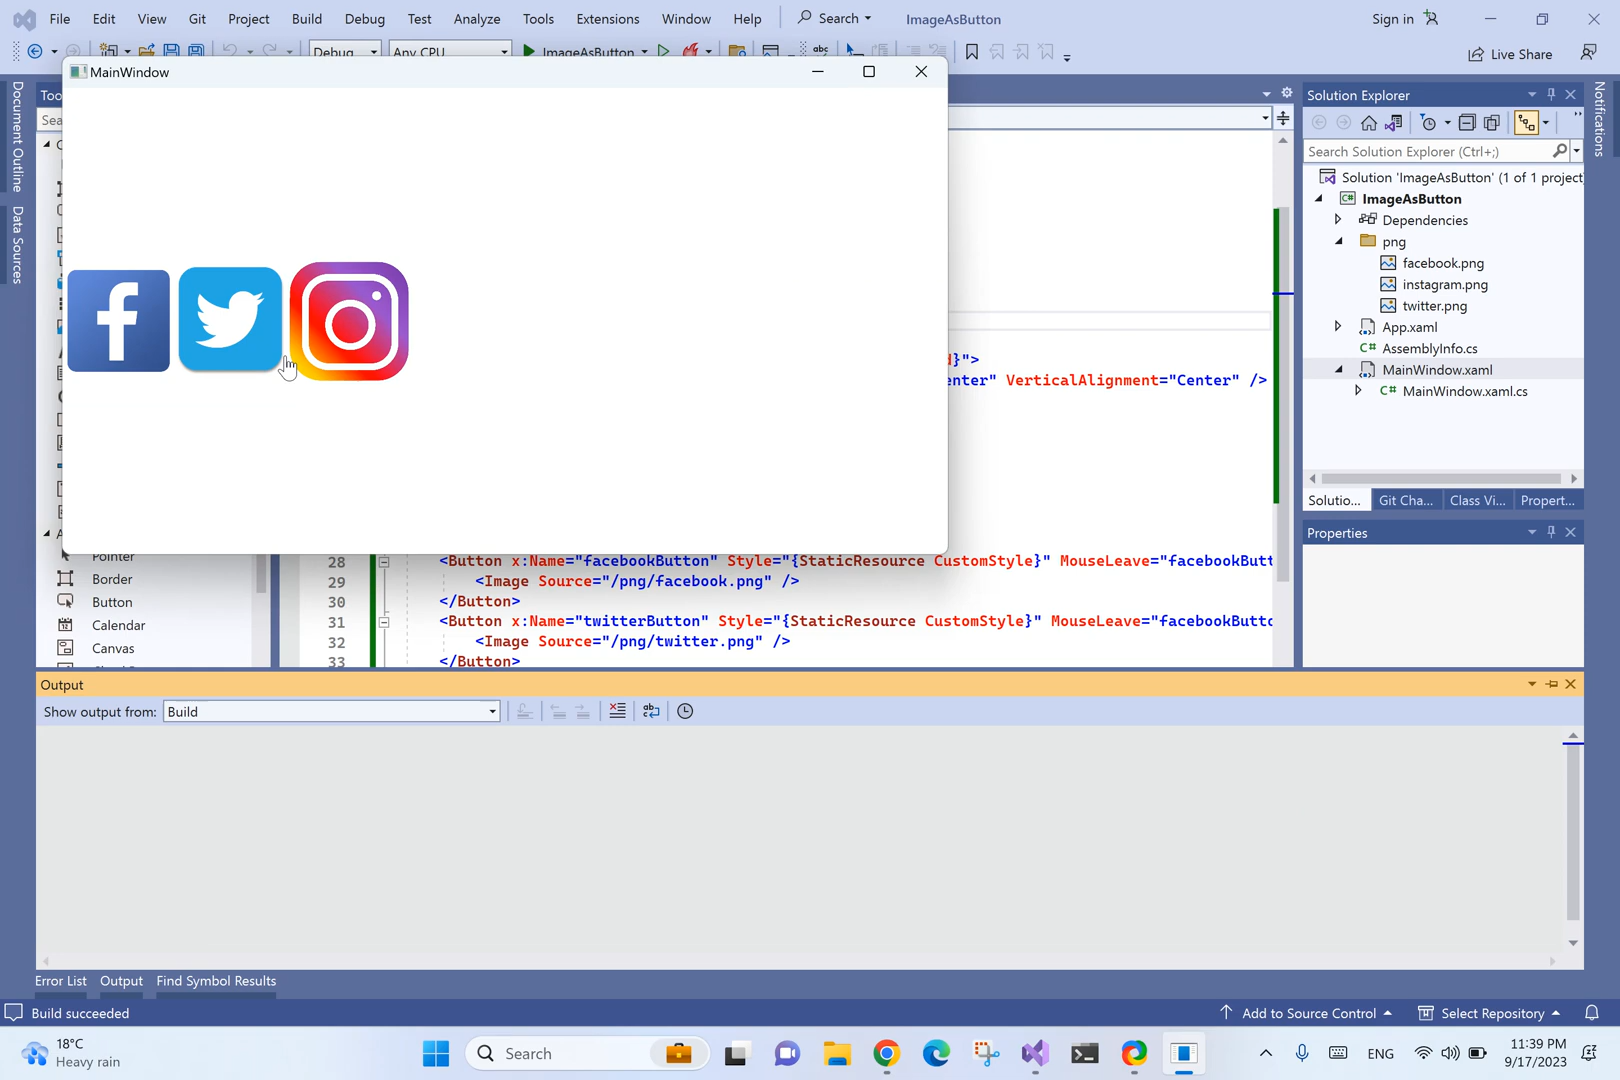 File Edit View Git Project Build Debug Test Analyze Tools Extensions Window Help Search ImageAsButton Sign in
Debug Any CPU ImageAsButton Live Share
MainWindow
Document Outline
Data Sources
Notifications
Solution Explorer
Search Solution Explorer (Ctrl+;)
Solution 'ImageAsButton' (1 of 1 project
ImageAsButton
Dependencies
png
facebook.png
instagram.png
twitter.png
App.xaml
AssemblyInfo.cs
MainWindow.xaml
MainWindow.xaml.cs
}">
enter" VerticalAlignment="Center" />
Solutio... Git Cha... Class Vi... Propert...
Properties
Pointer
Border
Button
Calendar
Canvas
28 <Button x:Name="facebookButton" Style="{StaticResource CustomStyle}" MouseLeave="facebookButt
29 <Image Source="/png/facebook.png" />
30 </Button>
31 <Button x:Name="twitterButton" Style="{StaticResource CustomStyle}" MouseLeave="facebookButto
32 <Image Source="/png/twitter.png" />
33 </Button>
Output
Show output from: Build
Error List Output Find Symbol Results
Build succeeded Add to Source Control Select Repository
18°C
Heavy rain
Search
ENG
11:39 PM
9/17/2023